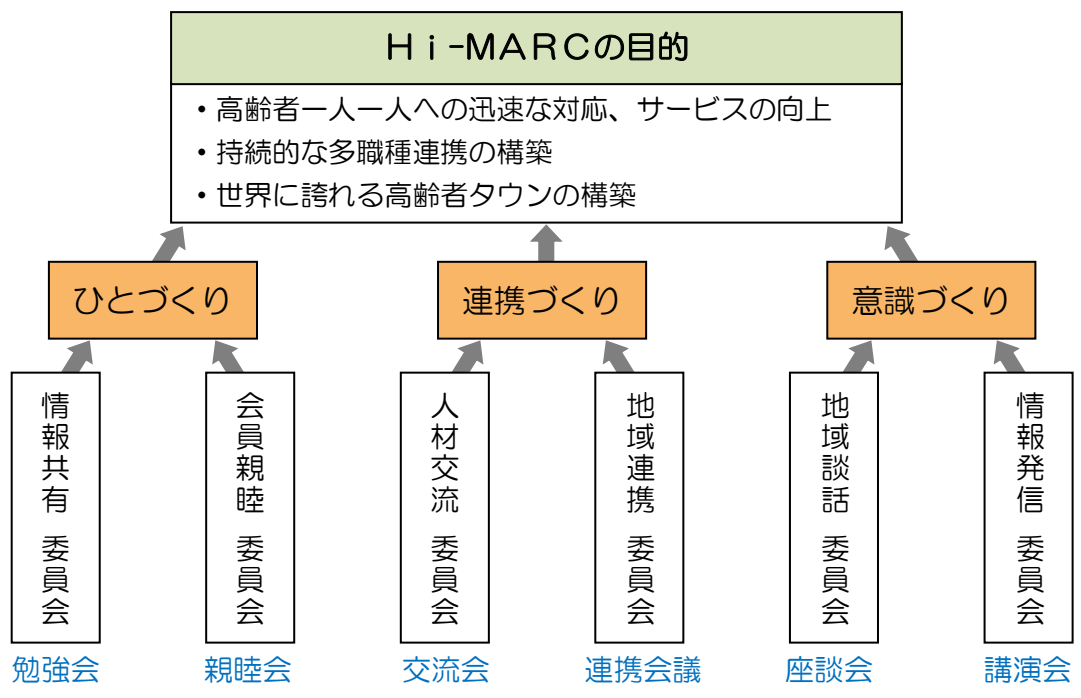 Ｈｉ-ＭＡＲＣの目的
・高齢者一人一人への迅速な対応、サービスの向上
・持続的な多職種連携の構築
・世界に誇れる高齢者タウンの構築
ひとづくり
連携づくり
意識づくり
情報共有 委員会
会員親睦 委員会
人材交流 委員会
地域連携 委員会
地域談話 委員会
情報発信 委員会
勉強会
親睦会
交流会
連携会議
座談会
講演会